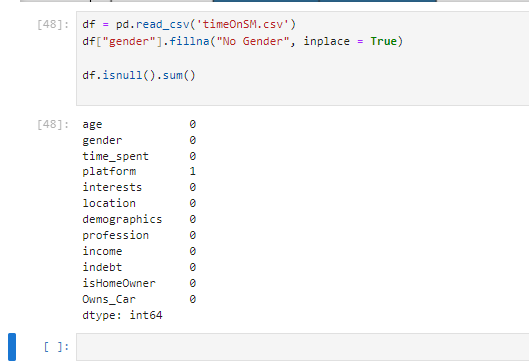 [48]: df = pd.read_csv('timeOnSM.csv')
df["gender"].fillna("No Gender", inplace = True)
df.isnull().sum()
[48]: age 0
gender 0
time_spent 0
platform 1
interests 0
location 0
demographics 0
profession 0
income 0
indebt 0
isHomeOwner 0
Owns_Car 0
dtype: int64
[ ]: